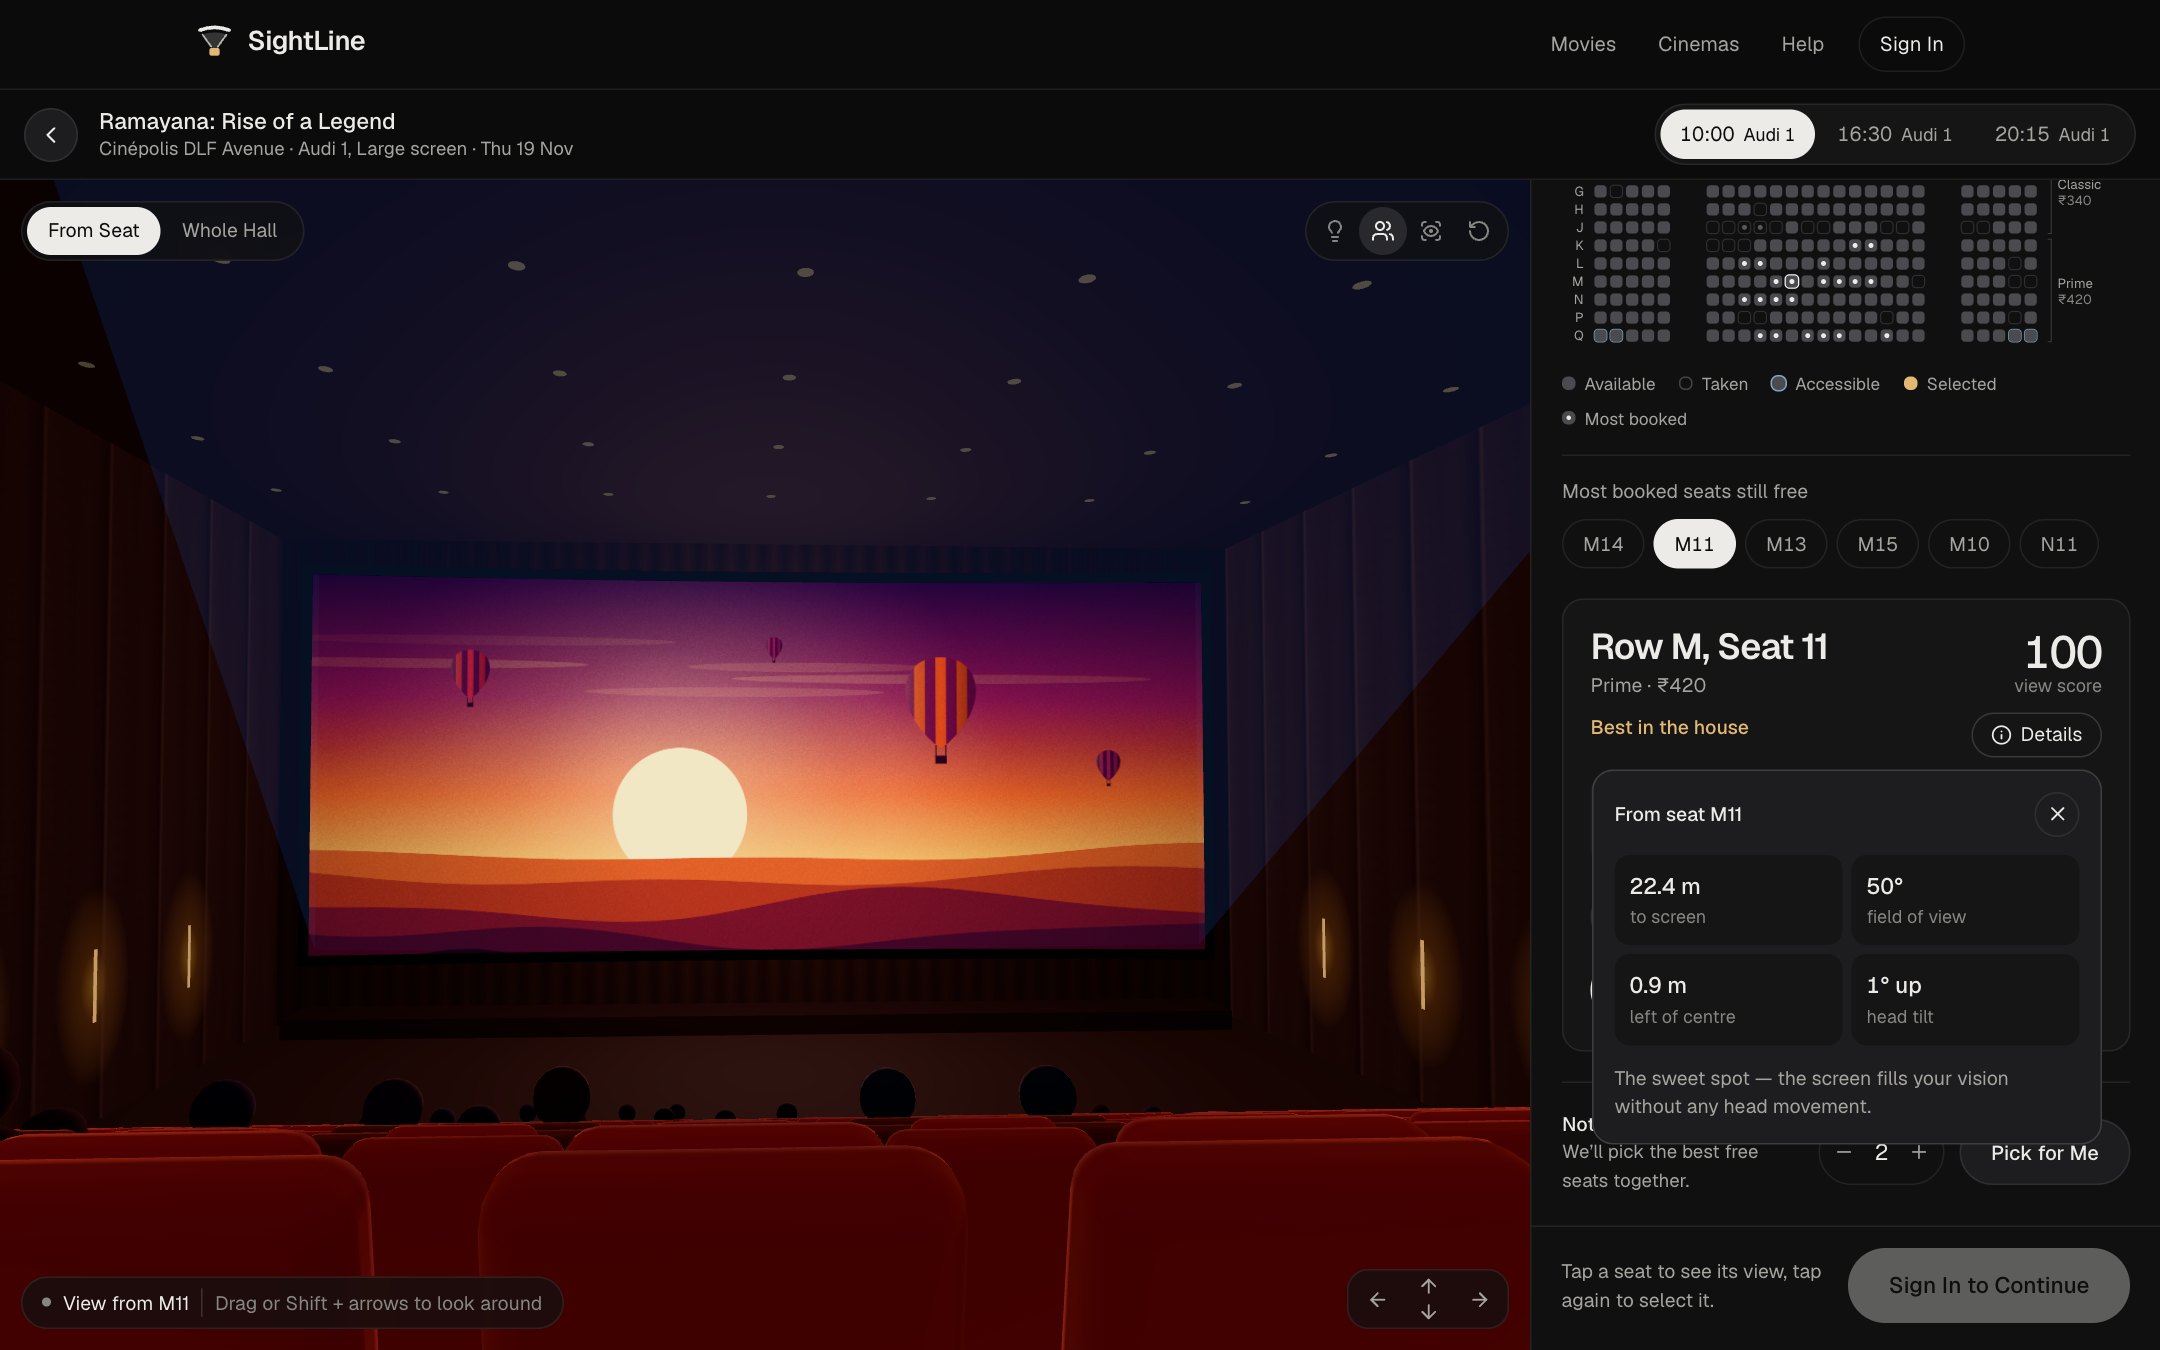 SightLine
Movies
Cinemas
Help
Sign In
Ramayana: Rise of a Legend
Cinépolis DLF Avenue · Audi 1, Large screen · Thu 19 Nov
10:00 Audi 1
16:30 Audi 1
20:15 Audi 1
From Seat
Whole Hall
G
H
J
K
L
M
N
P
Q
Classic
₹340
Prime
₹420
Available
Taken
Accessible
Selected
Most booked
Most booked seats still free
M14
M11
M13
M15
M10
N11
Row M, Seat 11
Prime · ₹420
100
view score
Best in the house
Details
From seat M11
22.4 m
to screen
50°
field of view
0.9 m
left of centre
1° up
head tilt
The sweet spot — the screen fills your vision
without any head movement.
Not
We'll pick the best free
seats together.
2
Pick for Me
View from M11
Drag or Shift + arrows to look around
Tap a seat to see its view, tap
again to select it.
Sign In to Continue